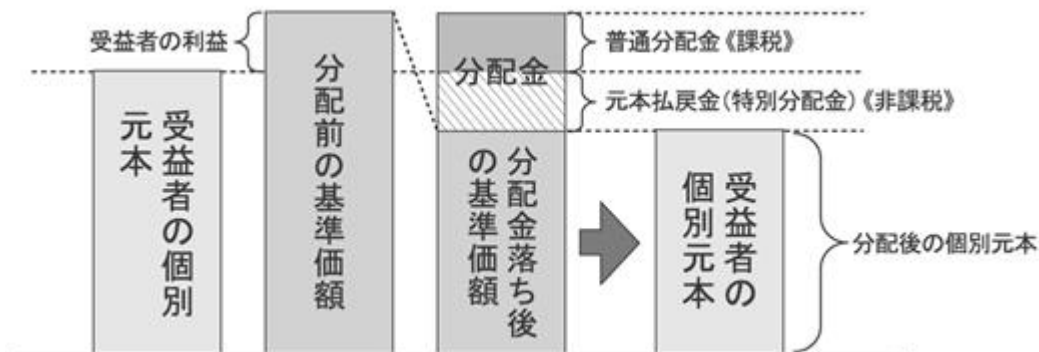 受益者の利益
受益者の個別
元本
分配前の基準価額
分配金
分配金落ち後
の基準価額
普通分配金《課税》
元本払戻金(特別分配金)《非課税》
受益者の
個別元本
分配後の個別元本